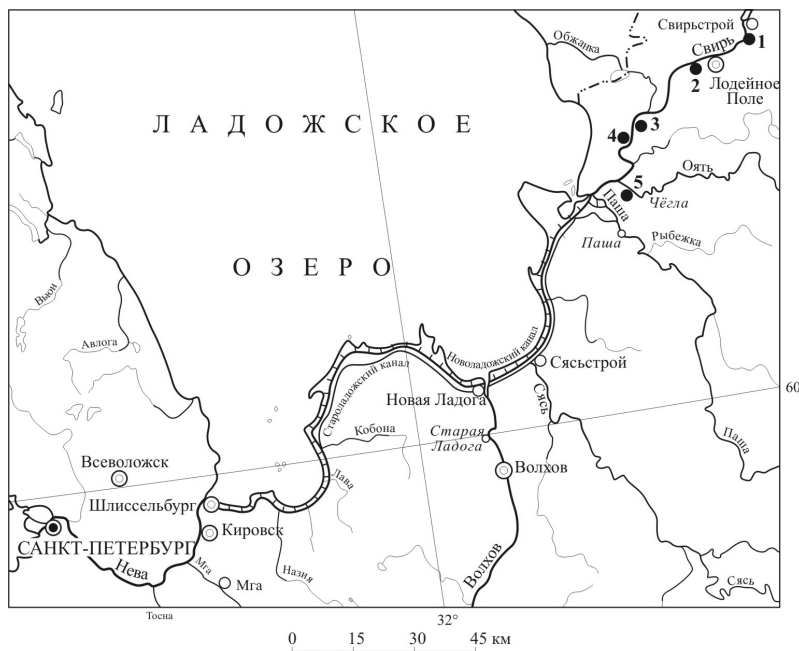 Свирьстрой
1
Обжанка
Свирь
2
Лодейное
Поле
ЛАДОЖСКОЕ
3
4
Оять
5
Чёгла
Паша
Паша
Рыбежка
ОЗЕРО
Вьюн
Авлога
Новоладожский канал
Староладожский канал
Сясьстрой
60
Новая Ладога
Сясь
Кобона
Старая
Ладога
Паша
Всеволожск
Волхов
Лава
Шлиссельбург
Кировск
САНКТ-ПЕТЕРБУРГ
Нева
Мга
Назия
Волхов
Мга
Сясь
Тосна
32°
0 15 30 45 км